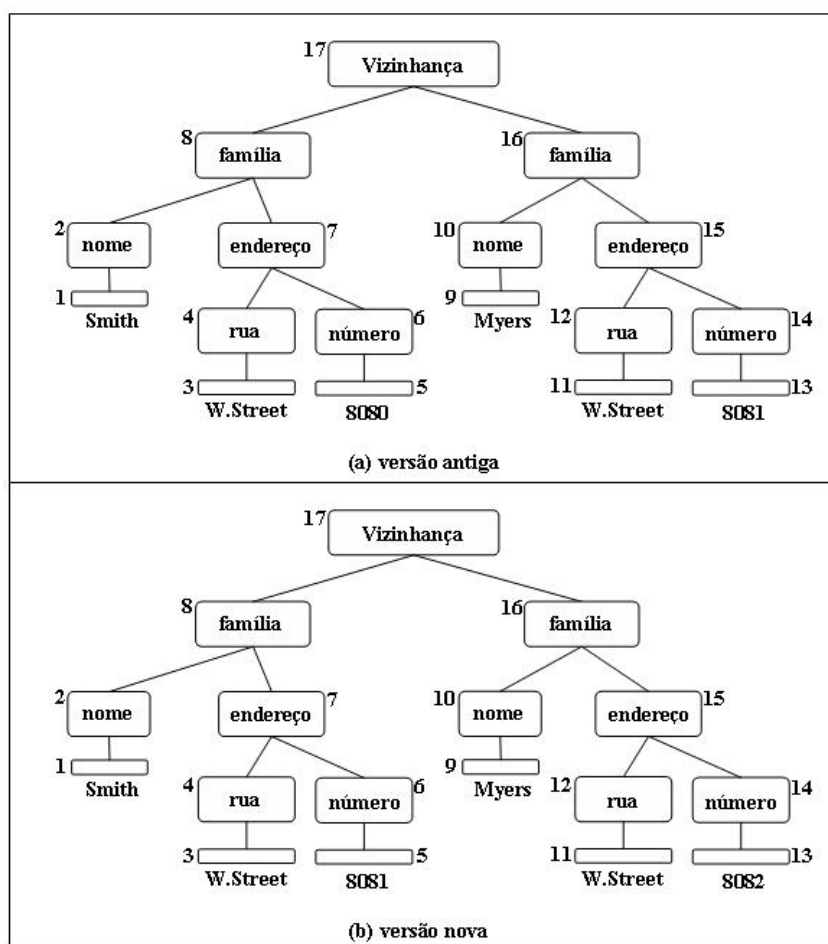 17 Vizinhança
8 família 16 família
2 nome endereço 7 10 nome endereço 15
1 Smith 4 rua número 6 9 Myers 12 rua número 14
3 W.Street 8080 5 11 W.Street 8081 13
(a) versão antiga
17 Vizinhança
8 família 16 família
2 nome endereço 7 10 nome endereço 15
1 Smith 4 rua número 6 9 Myers 12 rua número 14
3 W.Street 8081 5 11 W.Street 8082 13
(b) versão nova